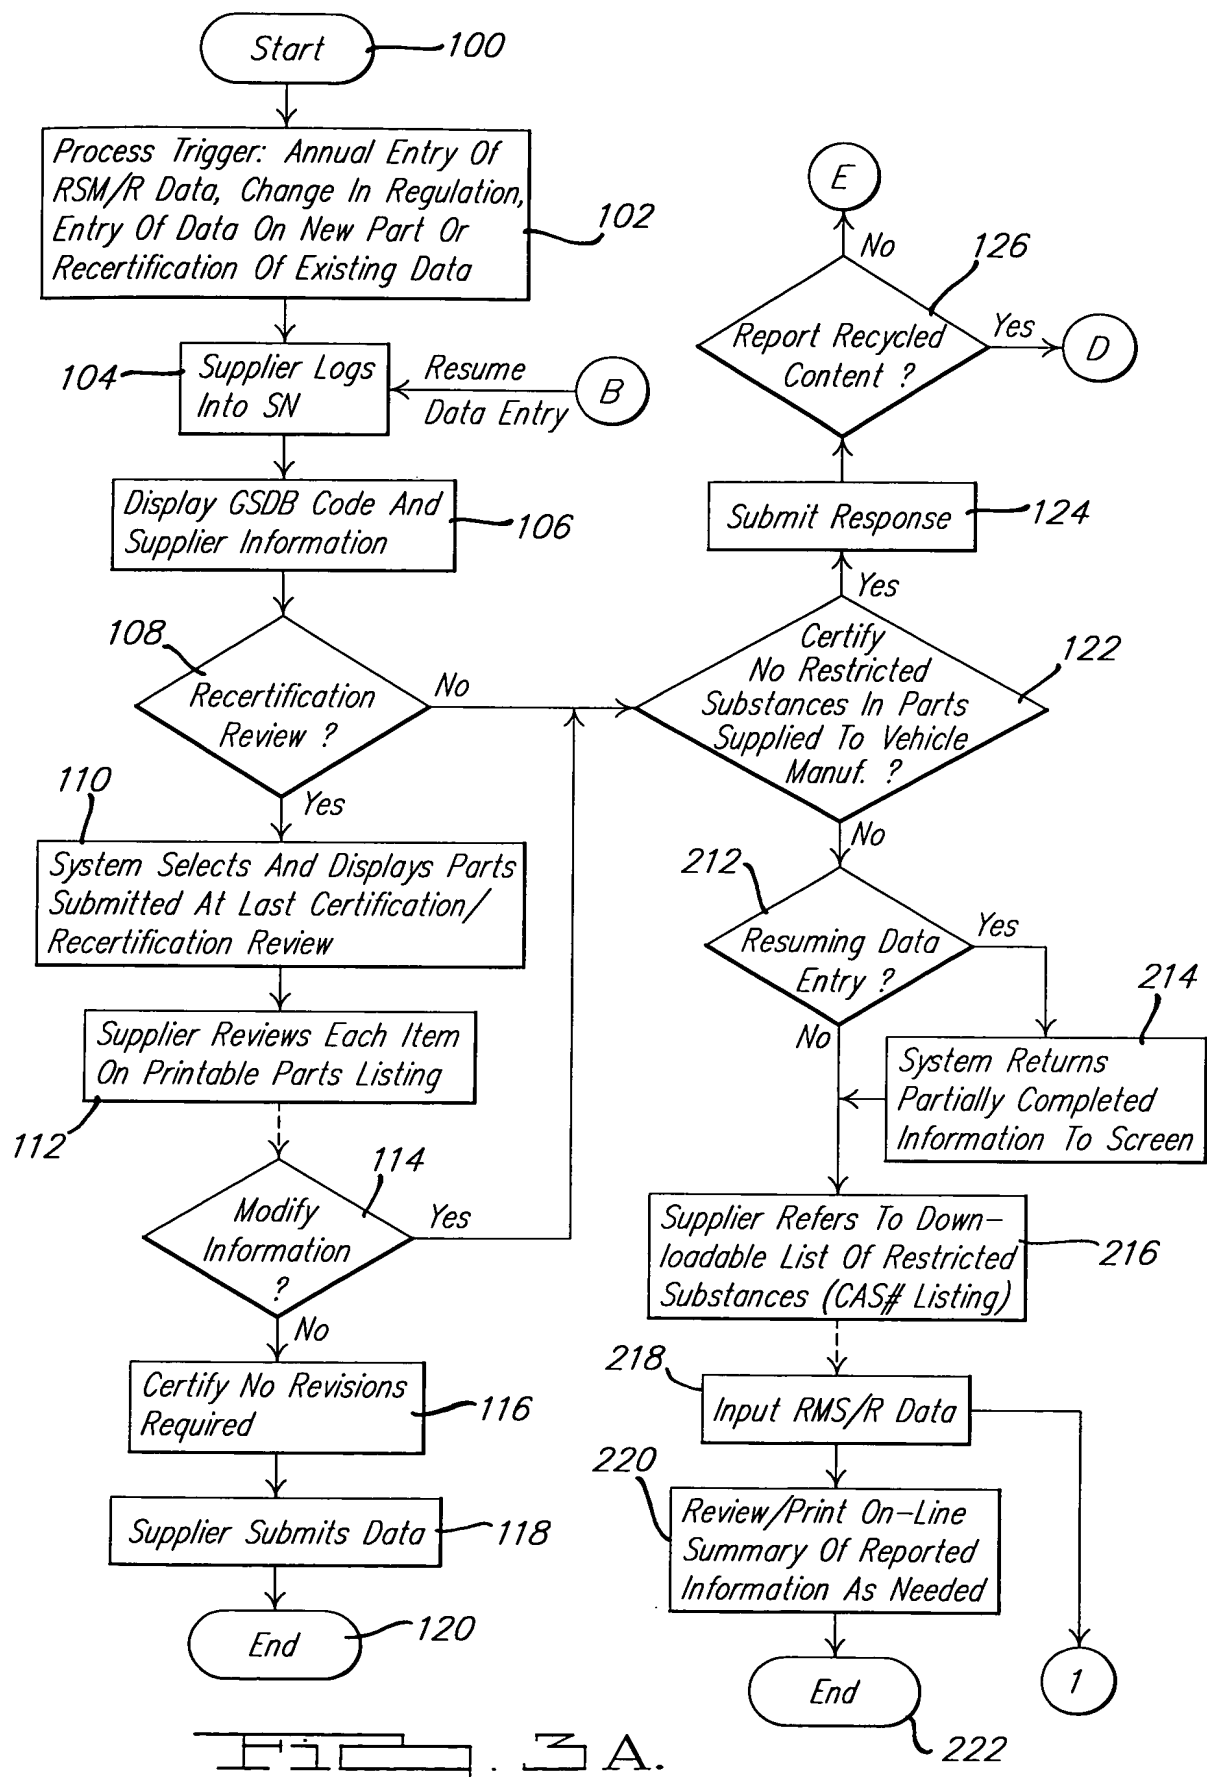 Start
100
Process Trigger: Annual Entry Of
RSM/R Data, Change In Regulation,
Entry Of Data On New Part Or
Recertification Of Existing Data
102
104
Supplier Logs
Into SN
Resume
Data Entry
B
Display GSDB Code And
Supplier Information
106
108
Recertification
Review ?
No
Yes
110
System Selects And Displays Parts
Submitted At Last Certification/
Recertification Review
Supplier Reviews Each Item
On Printable Parts Listing
112
114
Modify
Information
?
Yes
No
Certify No Revisions
Required
116
Supplier Submits Data
118
End
120
E
No
126
Report Recycled
Content ?
Yes
D
Submit Response
124
Yes
Certify
No Restricted
Substances In Parts
Supplied To Vehicle
Manuf. ?
122
No
212
Resuming Data
Entry ?
Yes
No
214
System Returns
Partially Completed
Information To Screen
Supplier Refers To Down-
loadable List Of Restricted
Substances (CAS# Listing)
216
218
Input RMS/R Data
220
Review/Print On-Line
Summary Of Reported
Information As Needed
End
222
1
FIG. 3A.